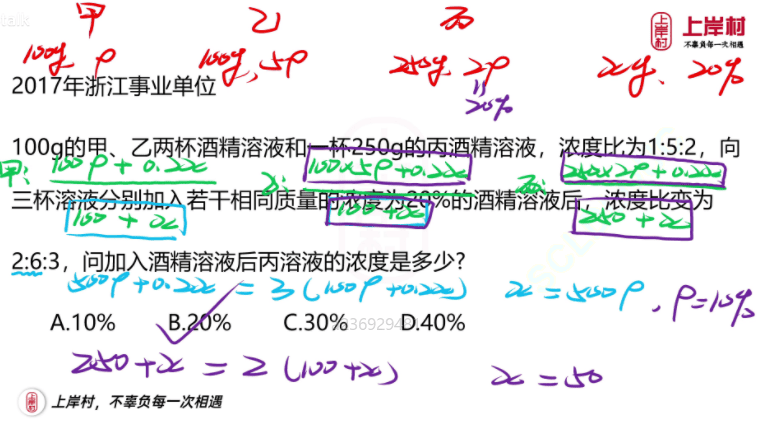 talk
甲 乙 丙
上岸村
不辜负每一次相遇
100g, P 100g, 5P 250g, 2P xg、20%
2017年浙江事业单位 =20%
100g的甲、乙两杯酒精溶液和一杯250g的丙酒精溶液，浓度比为1:5:2，向
甲: 100P+0.2x 乙: 100×5P+0.2x 丙: 250×2P+0.2x
三杯溶液分别加入若干相同质量的浓度为20%的酒精溶液后，浓度比变为
100+x 100+x 250+x
2:6:3，问加入酒精溶液后丙溶液的浓度是多少?
500P+0.2x=3(100P+0.2x) x=500P, P=10%
A.10% B.20% C.30% D.40%
250+x=2(100+x) x=50
上岸村，不辜负每一次相遇